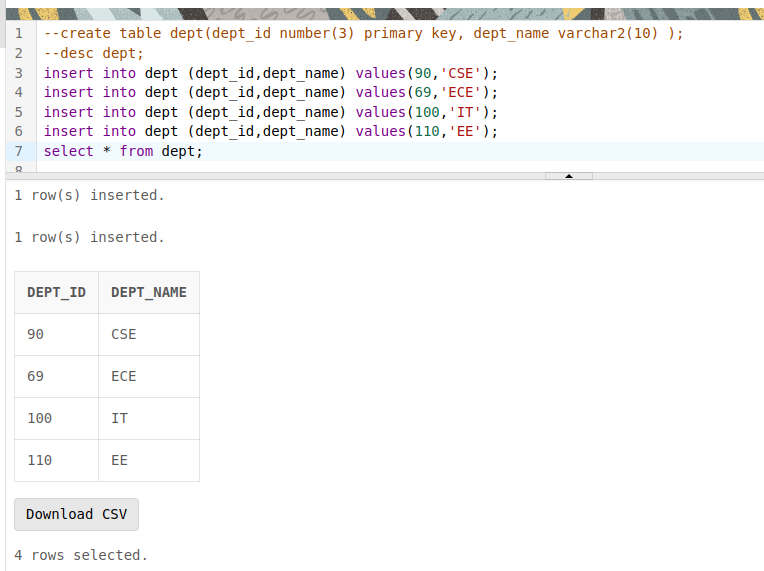 1 --create table dept(dept_id number(3) primary key, dept_name varchar2(10) );
2 --desc dept;
3 insert into dept (dept_id,dept_name) values(90,'CSE');
4 insert into dept (dept_id,dept_name) values(69,'ECE');
5 insert into dept (dept_id,dept_name) values(100,'IT');
6 insert into dept (dept_id,dept_name) values(110,'EE');
7 select * from dept;
8
1 row(s) inserted.
1 row(s) inserted.
DEPT_ID DEPT_NAME
90 CSE
69 ECE
100 IT
110 EE
Download CSV
4 rows selected.